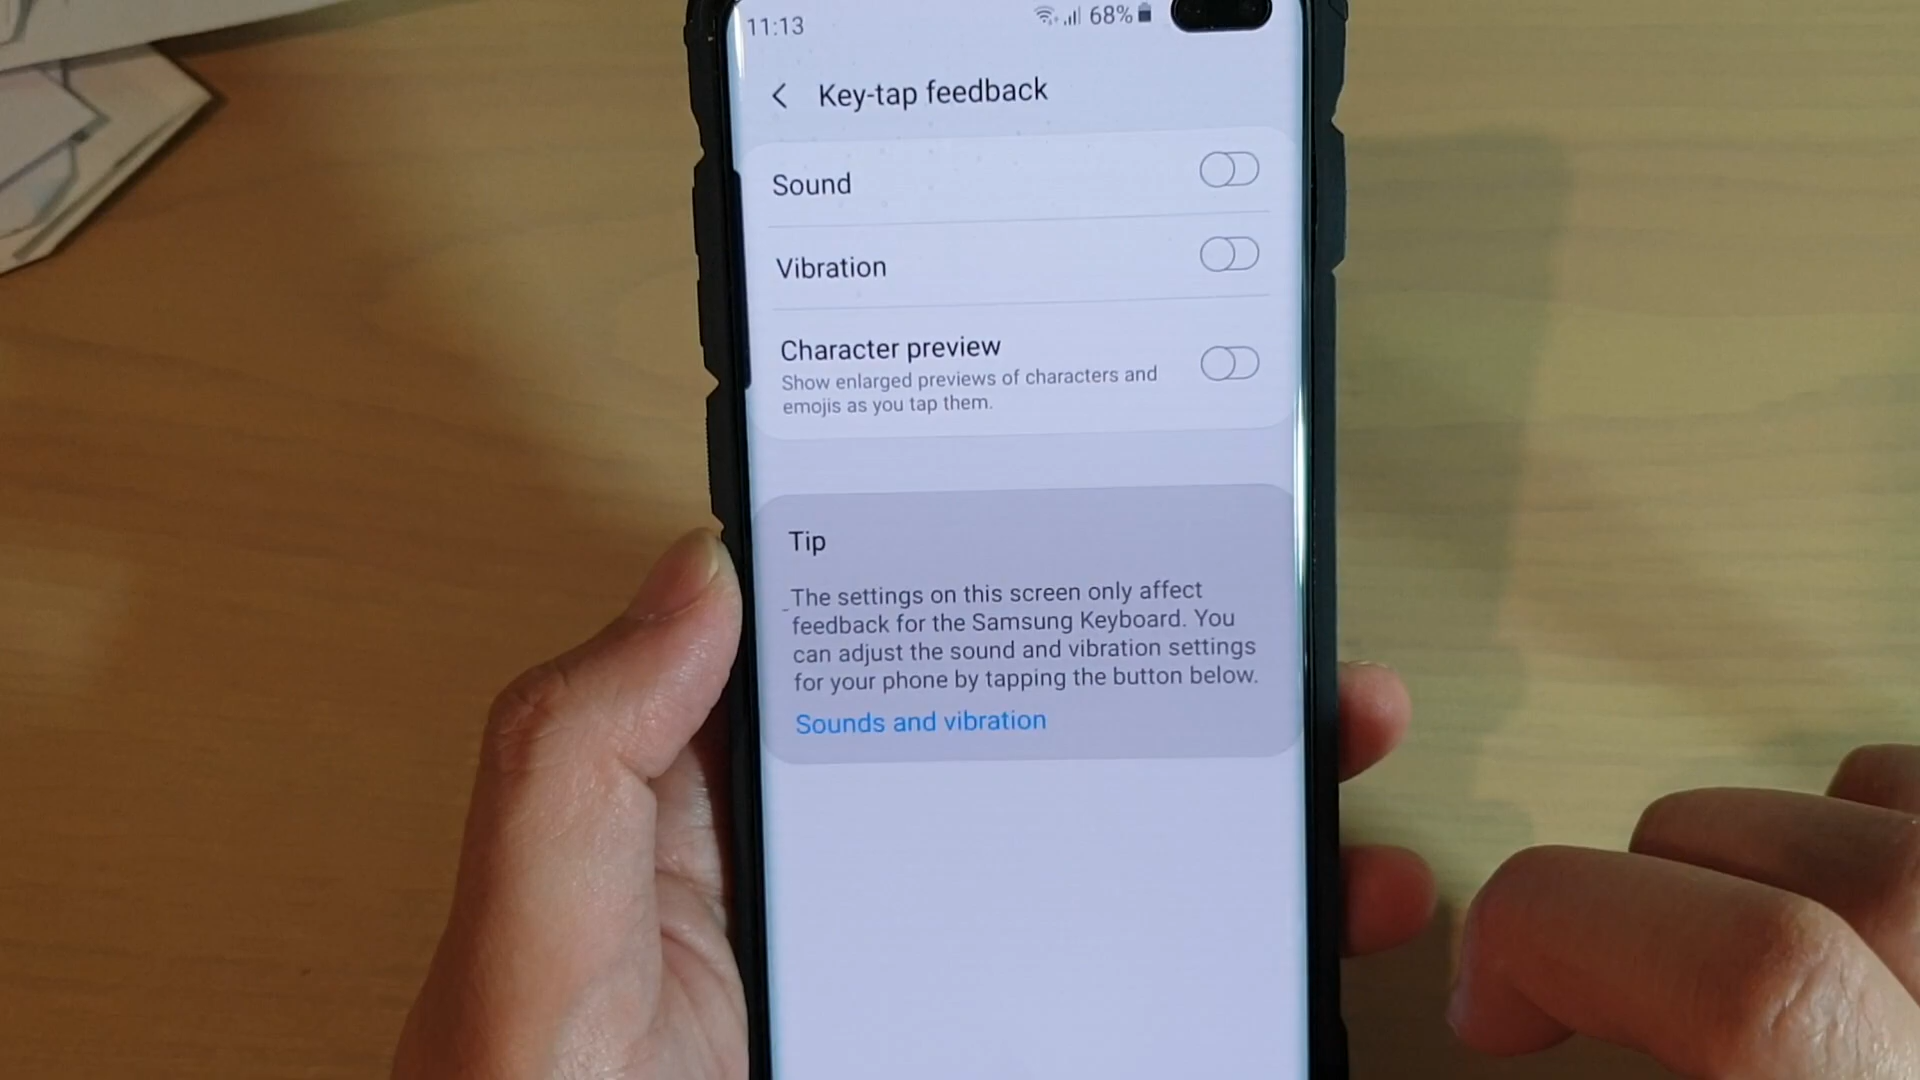 11:13 68%
Key-tap feedback
Sound
Vibration
Character preview
Show enlarged previews of characters and
emojis as you tap them.
Tip
The settings on this screen only affect
feedback for the Samsung Keyboard. You
can adjust the sound and vibration settings
for your phone by tapping the button below.
Sounds and vibration